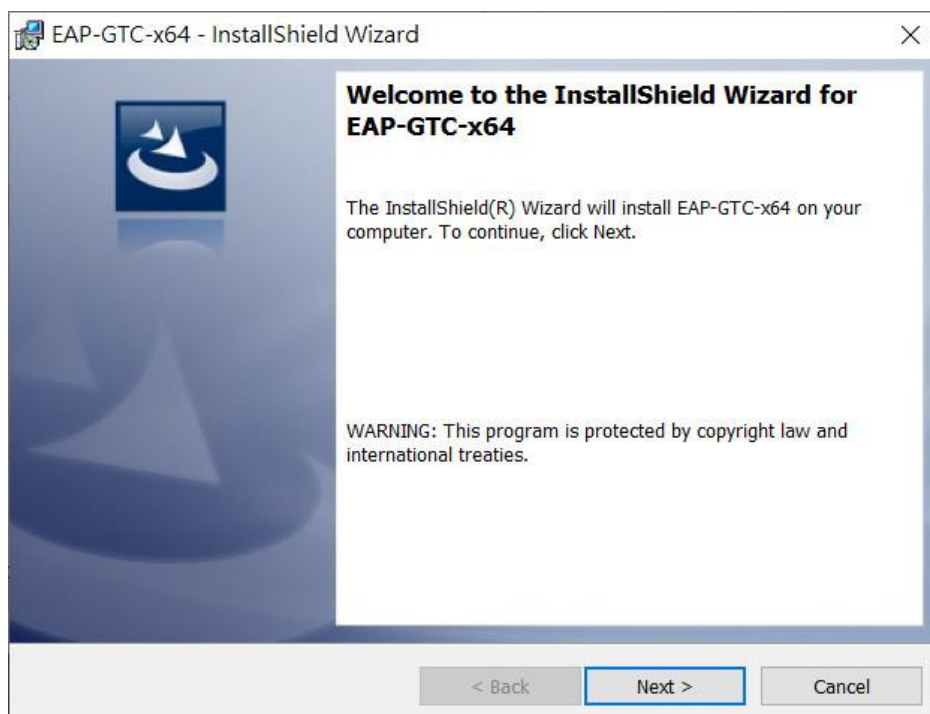 EAP-GTC-x64 - InstallShield Wizard
Welcome to the InstallShield Wizard for
EAP-GTC-x64
The InstallShield(R) Wizard will install EAP-GTC-x64 on your
computer. To continue, click Next.
WARNING: This program is protected by copyright law and
international treaties.
< Back
Next >
Cancel